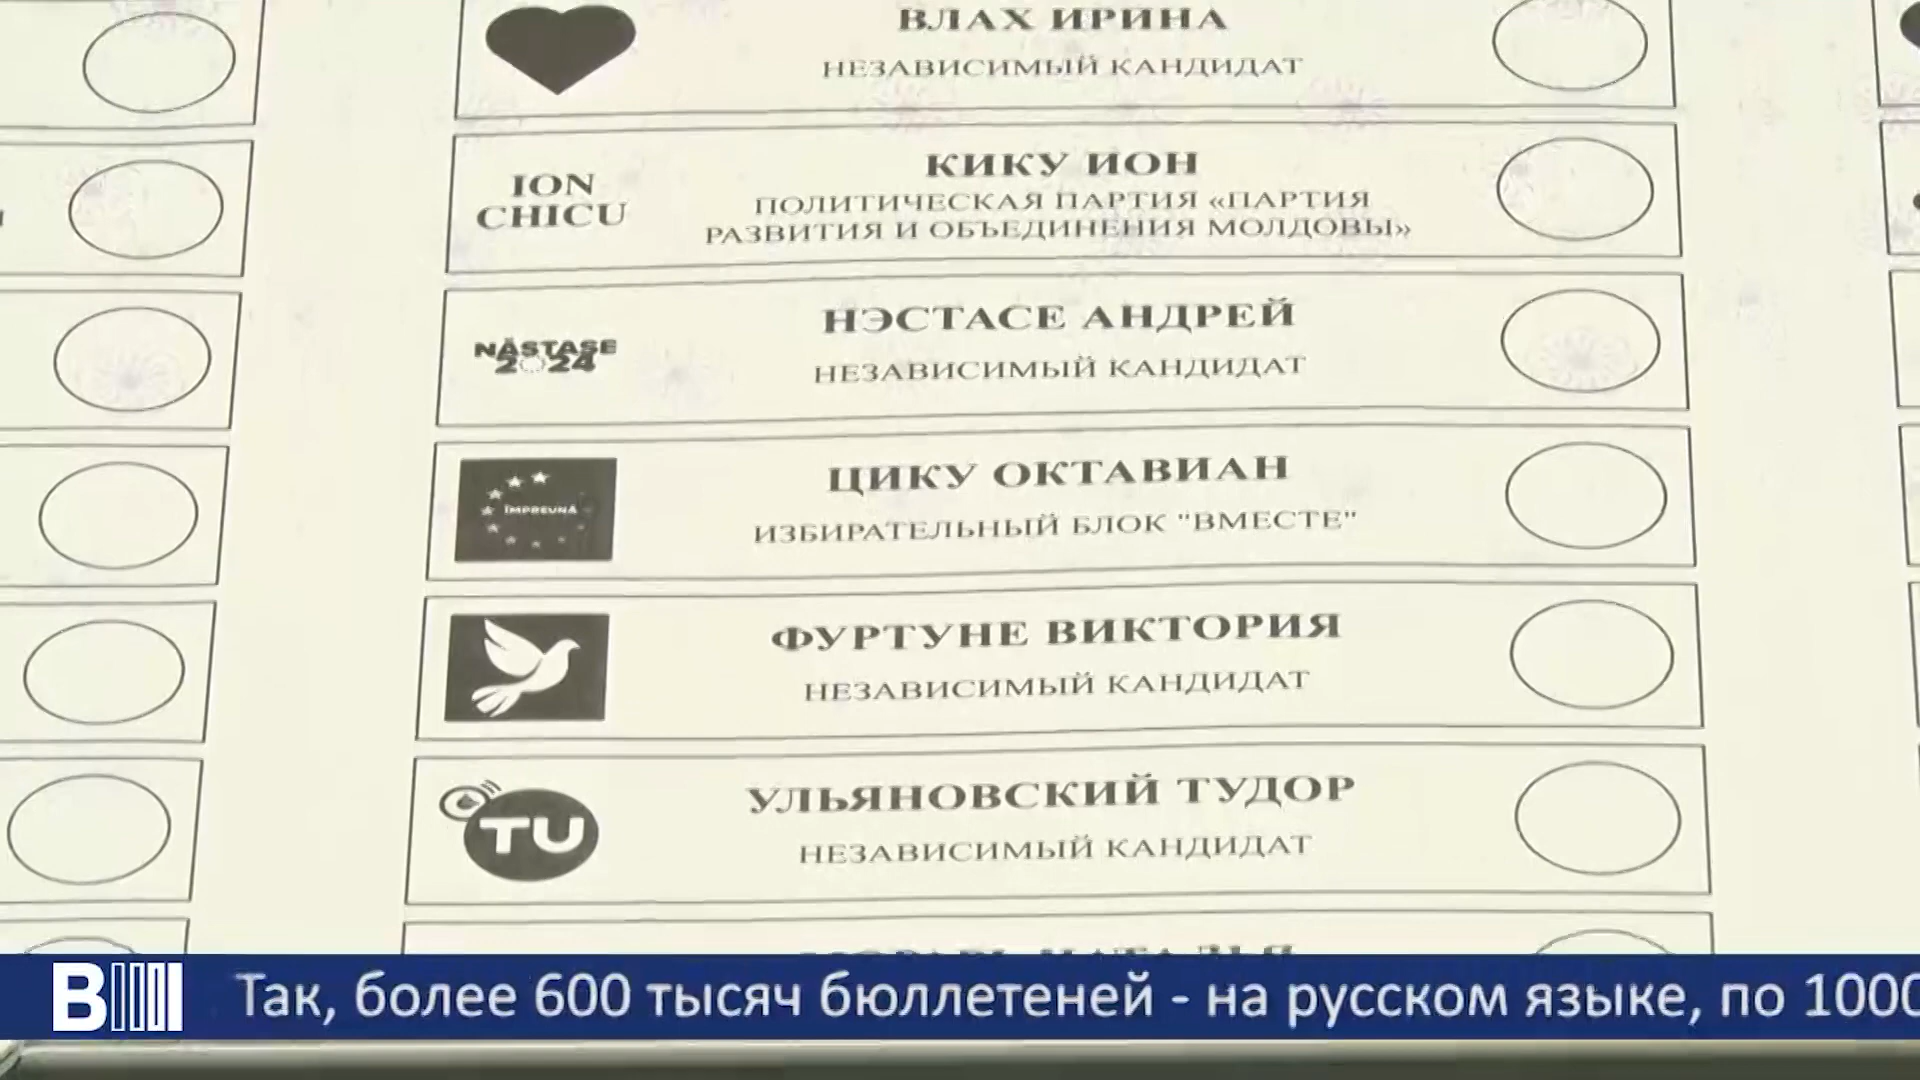 ВЛАХ ИРИНА
НЕЗАВИСИМЫЙ КАНДИДАТ
ION
CHICU
КИКУ ИОН
ПОЛИТИЧЕСКАЯ ПАРТИЯ «ПАРТИЯ
РАЗВИТИЯ И ОБЪЕДИНЕНИЯ МОЛДОВЫ»
NĂSTASE
2024
НЭСТАСЕ АНДРЕЙ
НЕЗАВИСИМЫЙ КАНДИДАТ
ÎMPREUNĂ
ЦИКУ ОКТАВИАН
ИЗБИРАТЕЛЬНЫЙ БЛОК "ВМЕСТЕ"
ФУРТУНЕ ВИКТОРИЯ
НЕЗАВИСИМЫЙ КАНДИДАТ
TU
УЛЬЯНОВСКИЙ ТУДОР
НЕЗАВИСИМЫЙ КАНДИДАТ
В
Так, более 600 тысяч бюллетеней - на русском языке, по 1000